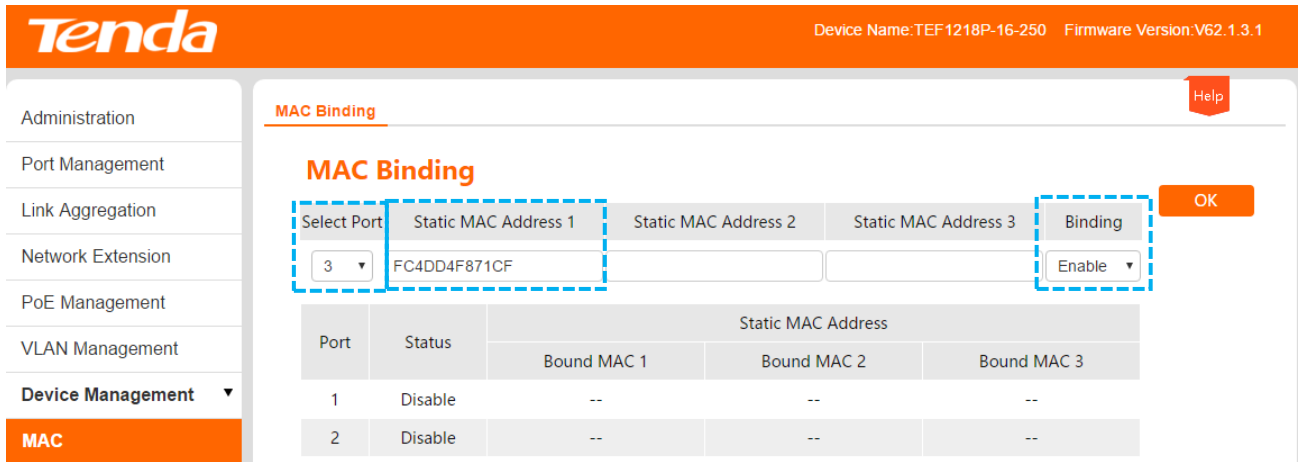 Tenda
Device Name:TEF1218P-16-250 Firmware Version:V62.1.3.1
Help
Administration
Port Management
Link Aggregation
Network Extension
PoE Management
VLAN Management
Device Management
MAC
MAC Binding
MAC Binding
Select Port Static MAC Address 1 Static MAC Address 2 Static MAC Address 3 Binding
3 FC4DD4F871CF Enable
OK
Port Status Static MAC Address
Bound MAC 1 Bound MAC 2 Bound MAC 3
1 Disable -- -- --
2 Disable -- -- --